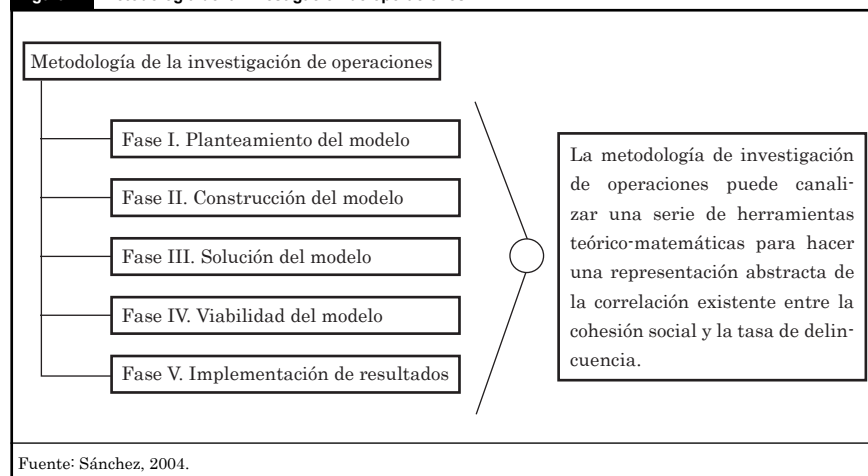 Metodología de la investigación de operaciones
Fase I. Planteamiento del modelo
Fase II. Construcción del modelo
Fase III. Solución del modelo
Fase IV. Viabilidad del modelo
Fase V. Implementación de resultados
La metodología de investigación
de operaciones puede canali-
zar una serie de herramientas
teórico-matemáticas para hacer
una representación abstracta de
la correlación existente entre la
cohesión social y la tasa de delin-
cuencia.
Fuente: Sánchez, 2004.